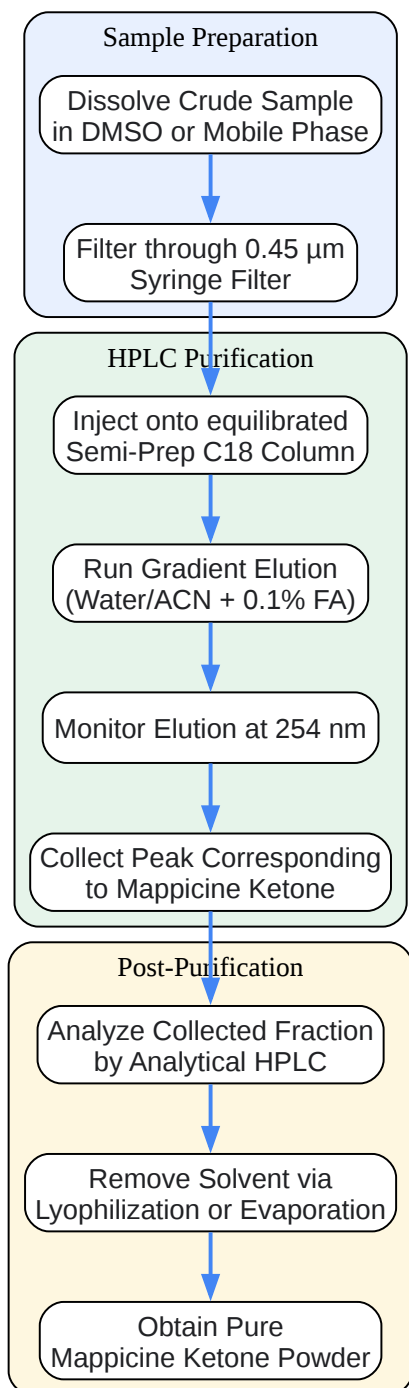 Sample Preparation
Dissolve Crude Sample
in DMSO or Mobile Phase
Filter through 0.45 µm
Syringe Filter
HPLC Purification
Inject onto equilibrated
Semi-Prep C18 Column
Run Gradient Elution
(Water/ACN + 0.1% FA)
Monitor Elution at 254 nm
Collect Peak Corresponding
to Mappicine Ketone
Post-Purification
Analyze Collected Fraction
by Analytical HPLC
Remove Solvent via
Lyophilization or Evaporation
Obtain Pure
Mappicine Ketone Powder